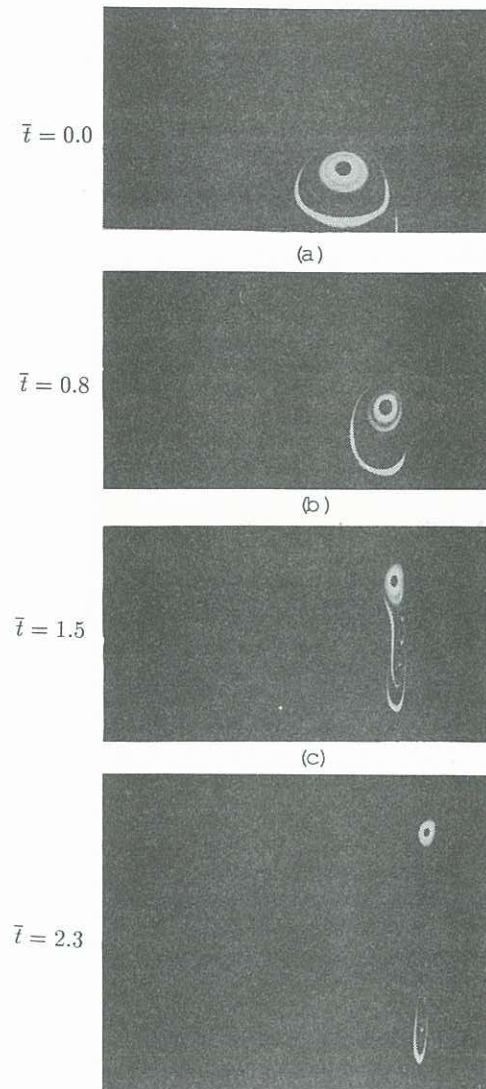 t̅ = 0.0
(a)
t̅ = 0.8
(b)
t̅ = 1.5
(c)
t̅ = 2.3